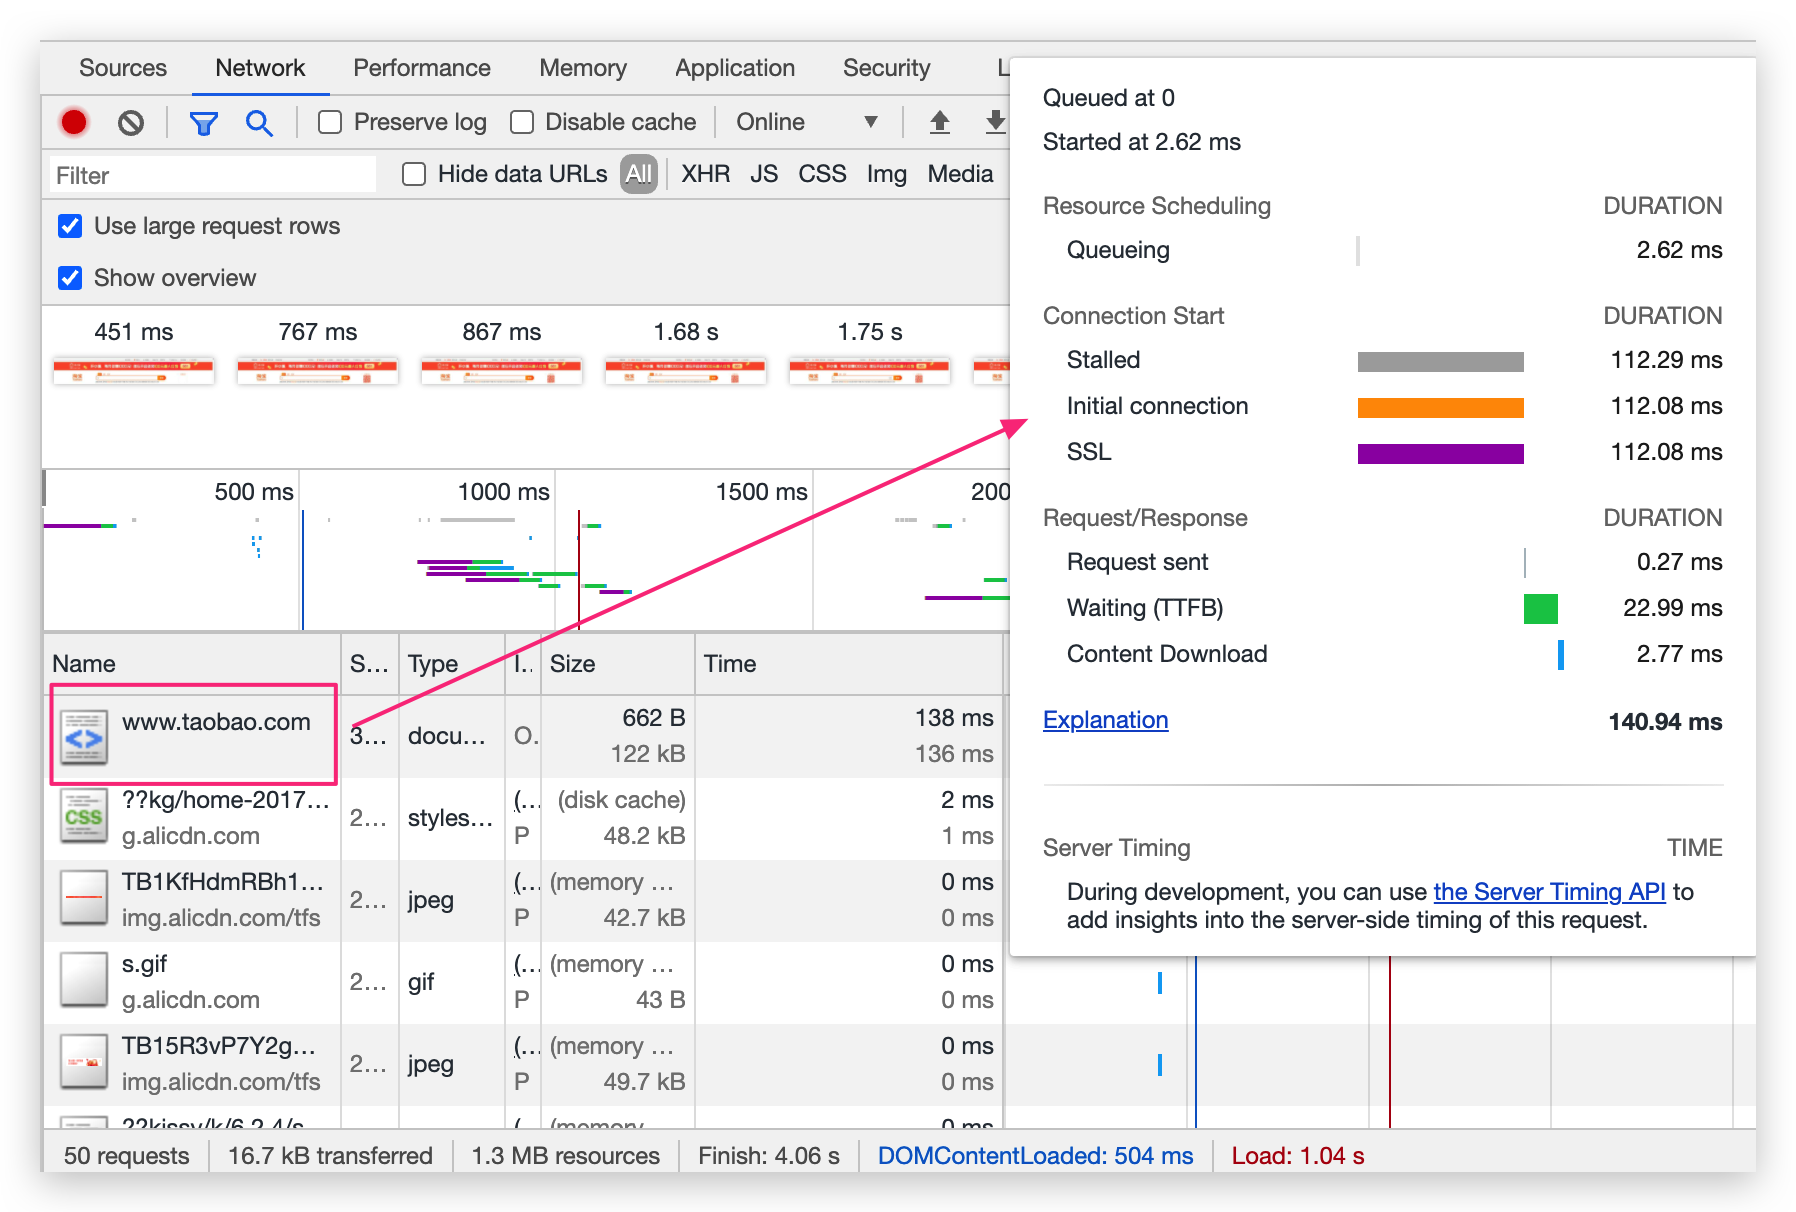 Sources Network Performance Memory Application Security L
Preserve log Disable cache Online
Filter Hide data URLs All XHR JS CSS Img Media
Use large request rows
Show overview
451 ms 767 ms 867 ms 1.68 s 1.75 s
500 ms 1000 ms 1500 ms 200
Name S... Type I.. Size Time
www.taobao.com 3... docu... O. 662 B 138 ms
122 kB 136 ms
??kg/home-2017... 2... styles... (... (disk cache) 2 ms
g.alicdn.com P 48.2 kB 1 ms
TB1KfHdmRBh1... 2... jpeg (... (memory ... 0 ms
img.alicdn.com/tfs P 42.7 kB 0 ms
s.gif 2... gif (... (memory ... 0 ms
g.alicdn.com P 43 B 0 ms
TB15R3vP7Y2g... 2... jpeg (... (memory ... 0 ms
img.alicdn.com/tfs P 49.7 kB 0 ms
??kissy/k/6.2.4/s ( (memory 0 ms
50 requests 16.7 kB transferred 1.3 MB resources Finish: 4.06 s DOMContentLoaded: 504 ms Load: 1.04 s
Queued at 0
Started at 2.62 ms
Resource Scheduling DURATION
Queueing 2.62 ms
Connection Start DURATION
Stalled 112.29 ms
Initial connection 112.08 ms
SSL 112.08 ms
Request/Response DURATION
Request sent 0.27 ms
Waiting (TTFB) 22.99 ms
Content Download 2.77 ms
Explanation 140.94 ms
Server Timing TIME
During development, you can use the Server Timing API to
add insights into the server-side timing of this request.